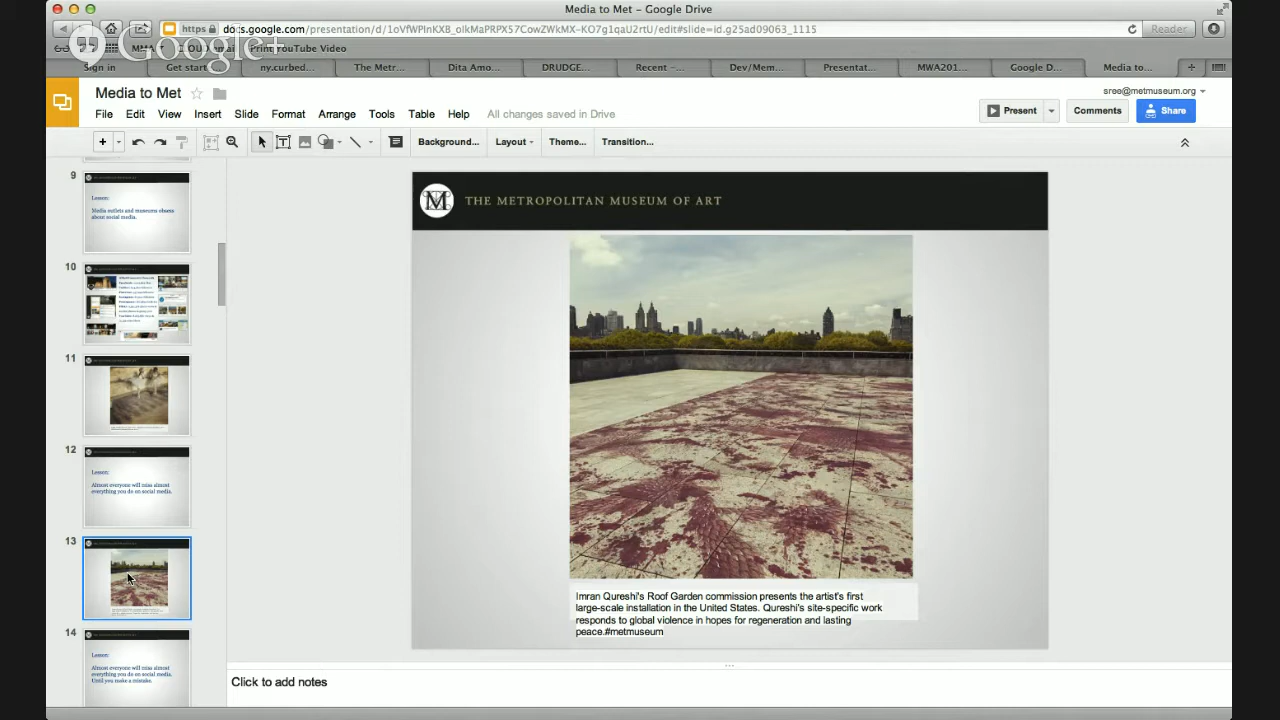 Media to Met – Google Drive
https docs.google.com/presentation/d/1oVfWPInKXB_olkMaPRPX57CowZWkMX-KO7g1qaU2rtU/edit#slide=id.g25ad09063_1115
Reader
Google+
MMA CLOUD email Print YouTube Video
Sign in Get start ny.curbed... The Metr... Dita Amo... DRUDGE... Recent –... Dev/Mem... Presentat... MWA201... Google D... Media to...
Media to Met
sree@metmuseum.org
File Edit View Insert Slide Format Arrange Tools Table Help All changes saved in Drive
Present Comments Share
Background... Layout Theme... Transition...
9
Lesson:
Media outlets and museums obsess
about social media.
10
11
12
Lesson:
Almost everyone will miss almost
everything you do on social media.
13
14
Lesson:
Almost everyone will miss almost
everything you do on social media.
Until you make a mistake.
M THE METROPOLITAN MUSEUM OF ART
Imran Qureshi's Roof Garden commission presents the artist's first
large-scale installation in the United States. Qureshi's site-specific work
responds to global violence in hopes for regeneration and lasting
peace.#metmuseum
Click to add notes